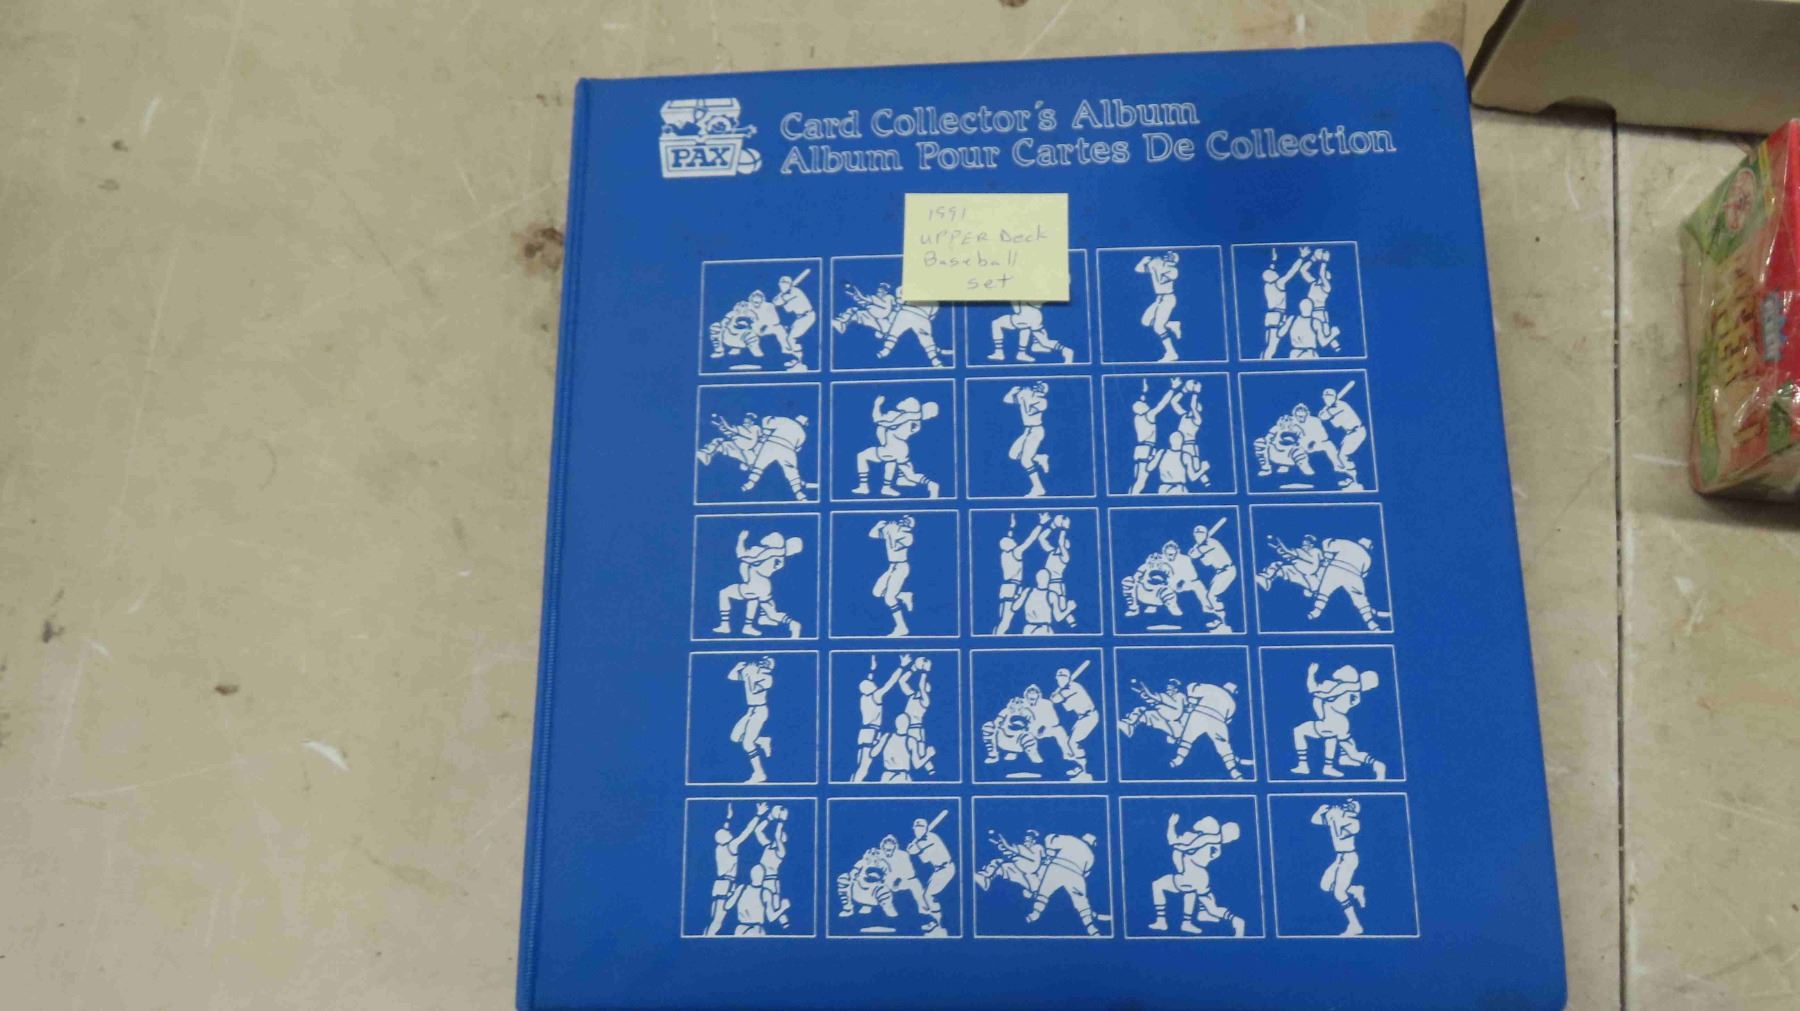 PAX
Card Collector's Album
Album Pour Cartes De Collection
1991
UPPER Deck
Baseball
set